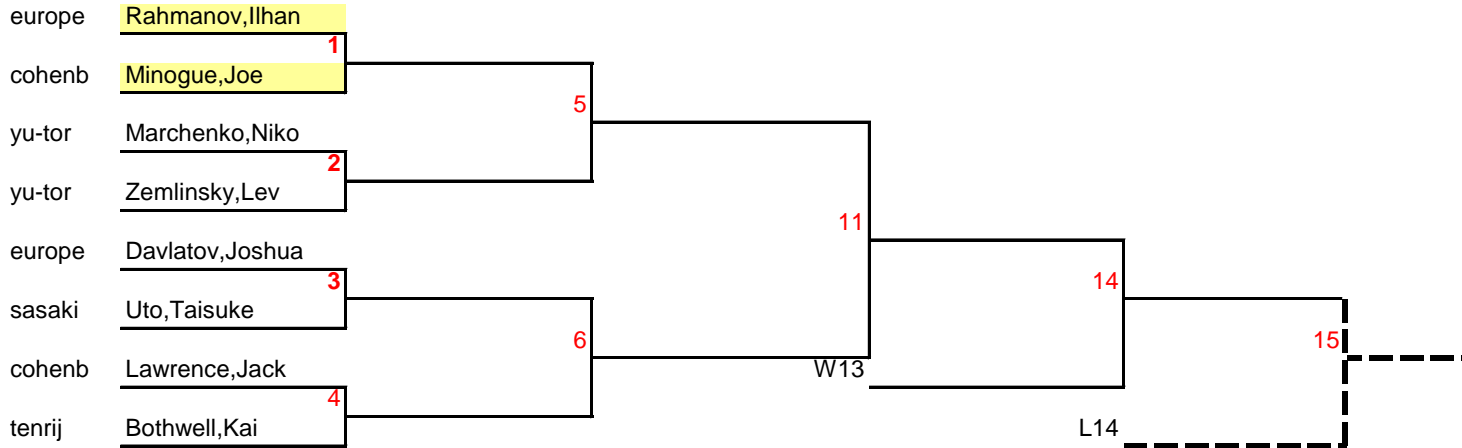 europe Rahmanov,Ilhan
1
cohenb Minogue,Joe
5
yu-tor Marchenko,Niko
2
yu-tor Zemlinsky,Lev
11
europe Davlatov,Joshua
3
14
sasaki Uto,Taisuke
6
15
cohenb Lawrence,Jack
W13
4
tenrij Bothwell,Kai
L14